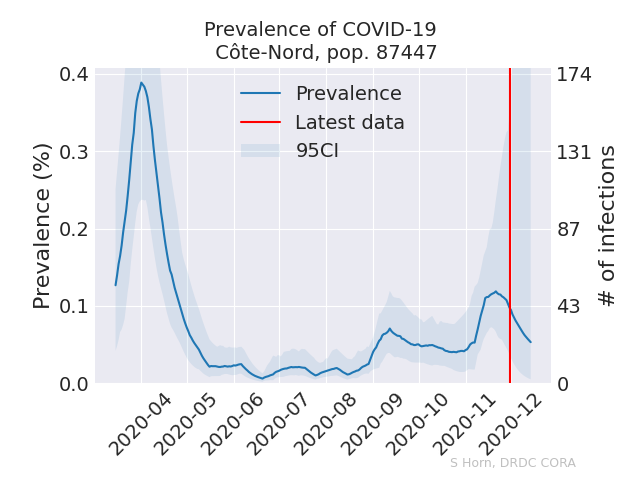 Prevalence of COVID-19
Côte-Nord, pop. 87447
Prevalence
Latest data
95CI
Prevalence (%)
0.4
0.3
0.2
0.1
0.0
174
131
87
43
0
# of infections
2020-04
2020-05
2020-06
2020-07
2020-08
2020-09
2020-10
2020-11
2020-12
S Horn, DRDC CORA